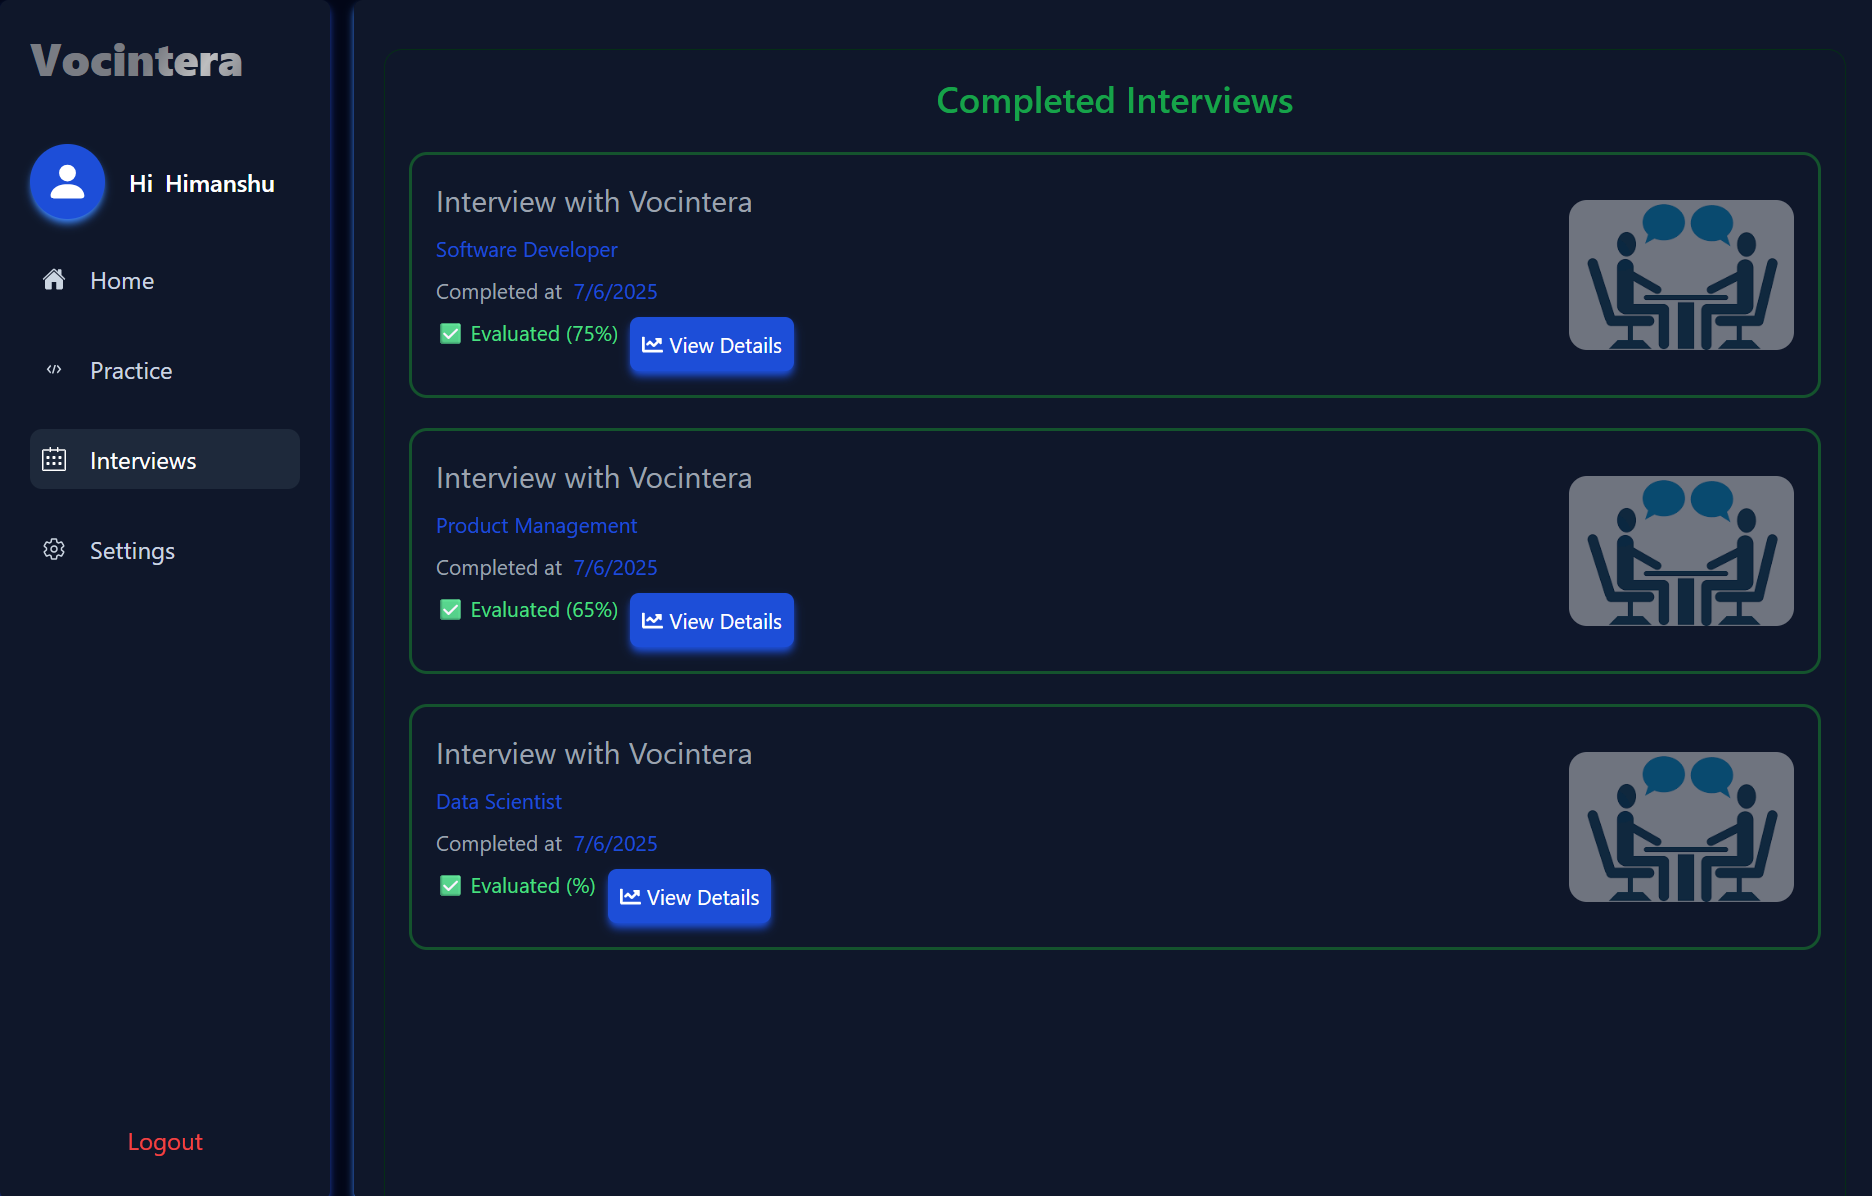 Vocintera
Hi Himanshu
Home
Practice
Interviews
Settings
Logout
Completed Interviews
Interview with Vocintera
Software Developer
Completed at 7/6/2025
✅ Evaluated (75%) View Details
Interview with Vocintera
Product Management
Completed at 7/6/2025
✅ Evaluated (65%) View Details
Interview with Vocintera
Data Scientist
Completed at 7/6/2025
✅ Evaluated (%) View Details